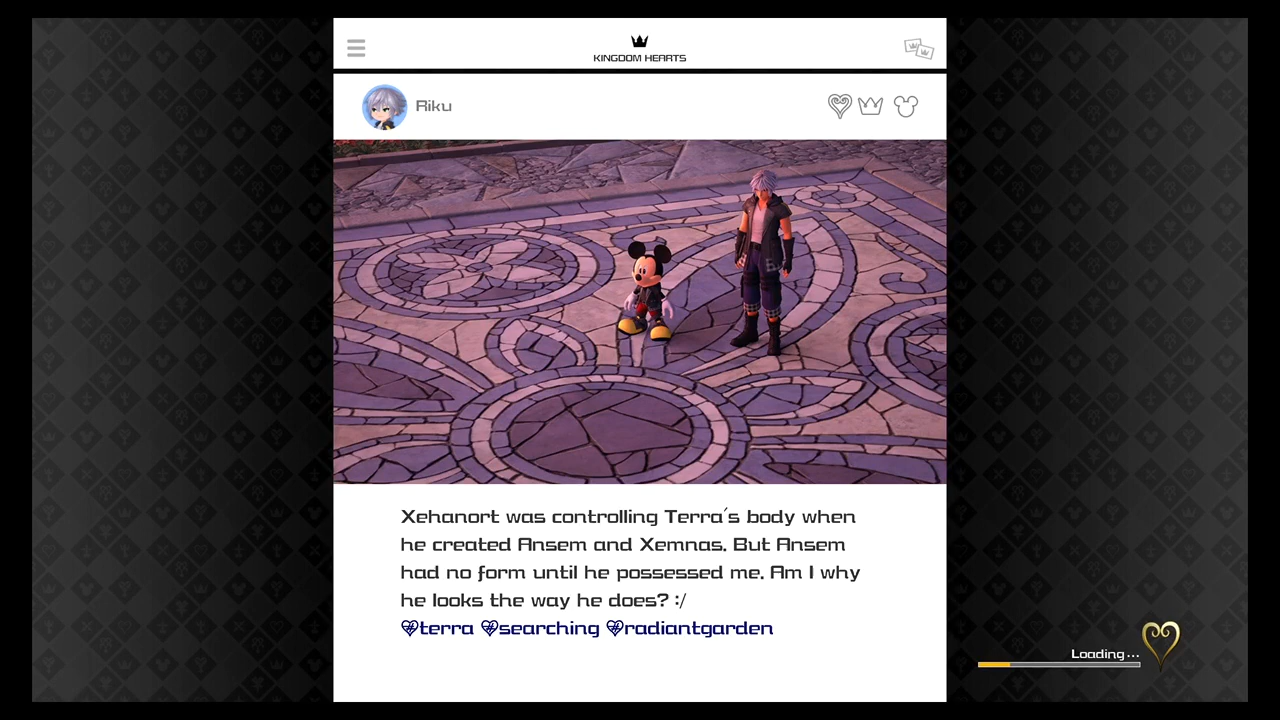 KINGDOM HEARTS
Riku
Xehanort was controlling Terra's body when
he created Ansem and Xemnas. But Ansem
had no form until he possessed me. Am I why
he looks the way he does? :/
#terra #searching #radiantgarden
Loading...